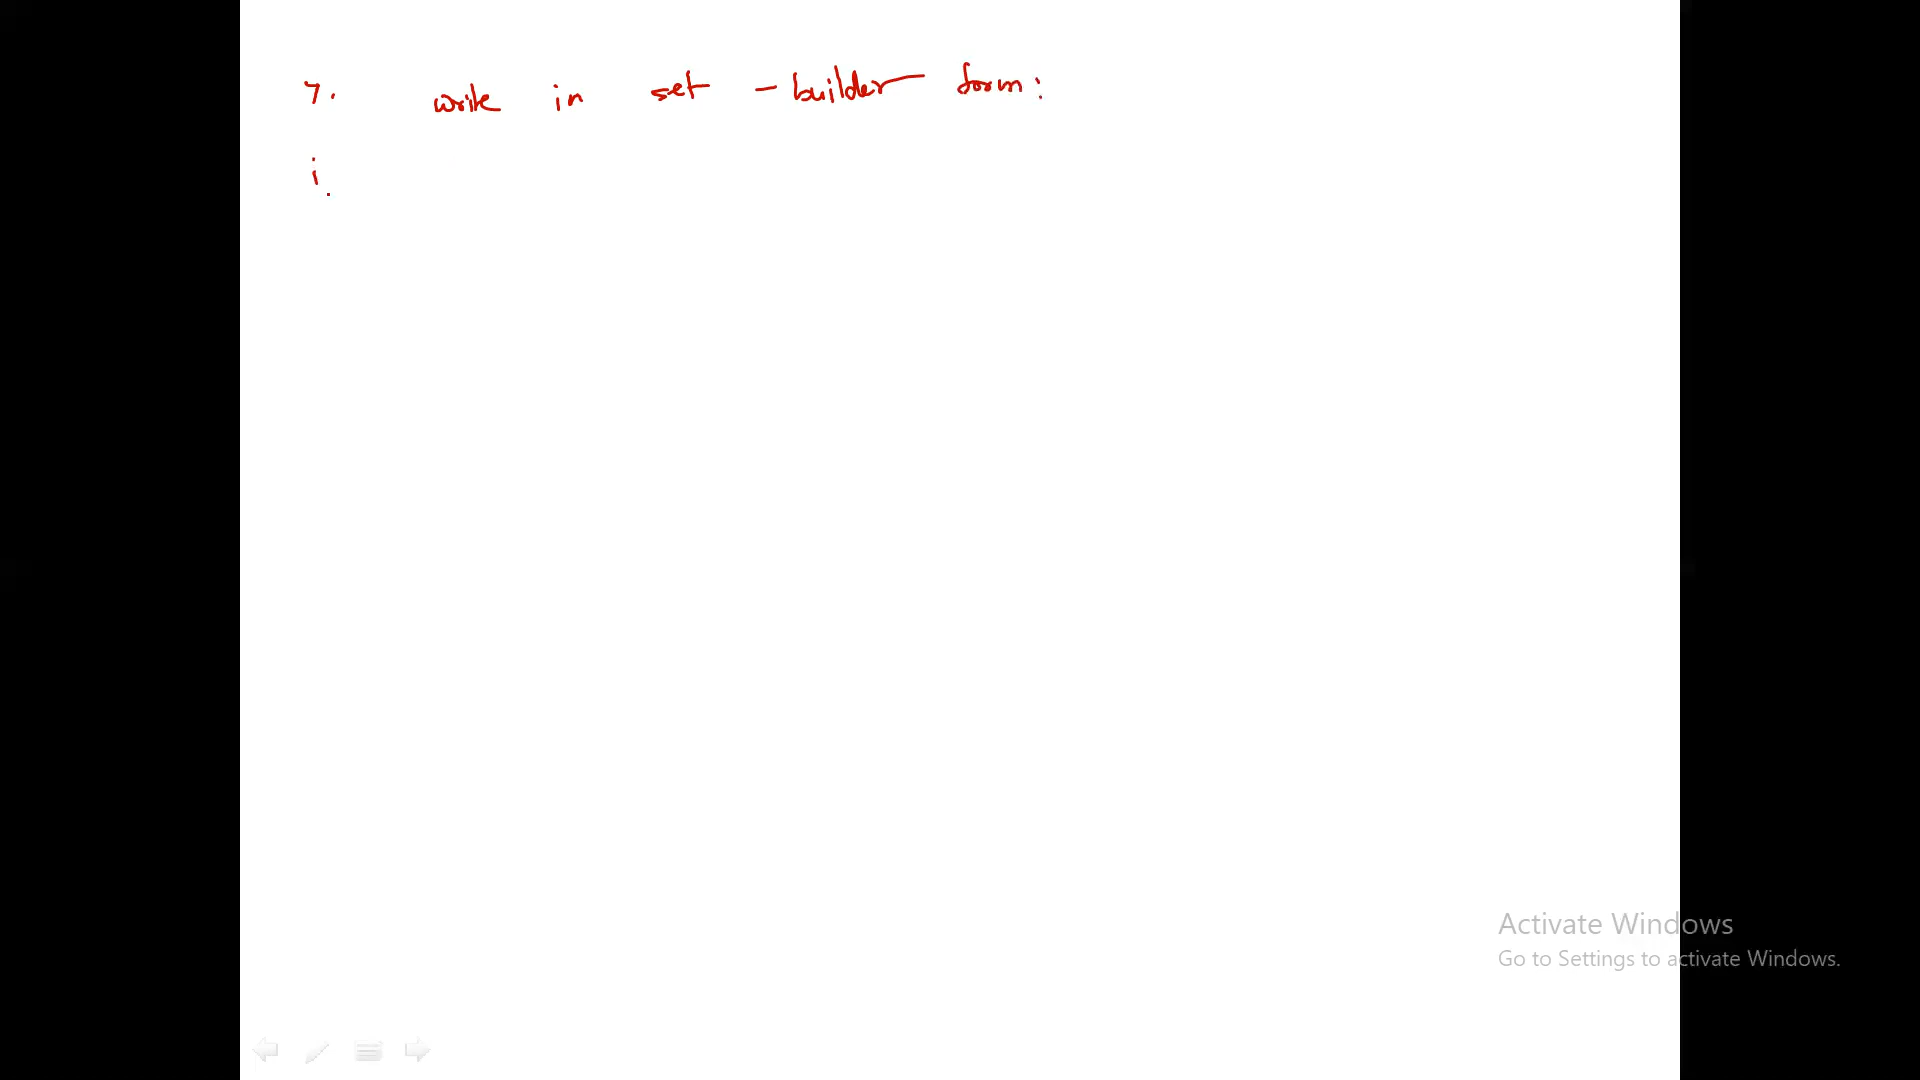 7. write in set - builder form:
i.
Activate Windows
Go to Settings to activate Windows.